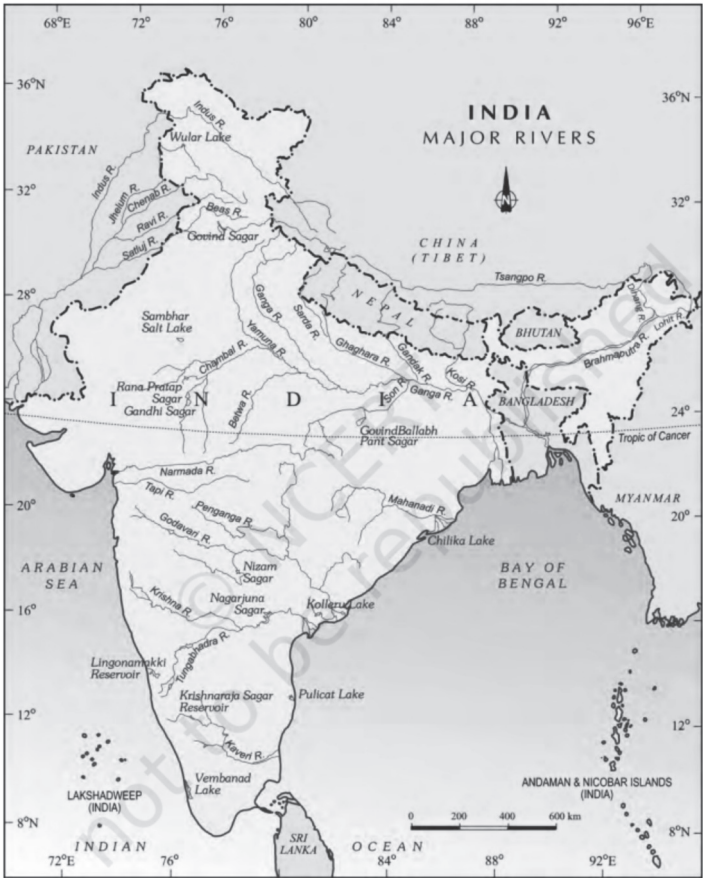 68°E 72° 76° 80° 84° 88° 92° 96°E
36°N
36°N
INDIA
MAJOR RIVERS
N
Indus R.
Wular Lake
PAKISTAN
Indus R.
Jhelum R.
Chenab R.
32°
32°
Ravi R.
Beas R.
Satluj R.
Govind Sagar
CHINA
(TIBET)
Tsangpo R.
28°
28°
NEPAL
Dihang R.
Lohit R.
Ganga R.
Sarda R.
Sambhar
Salt Lake
Yamuna R.
BHUTAN
Brahmaputra R.
Chambal R.
Ghaghara R.
Gandak R.
Kosi R.
Rana Pratap
Sagar
Gandhi Sagar
Betwa R.
Son R.
Ganga R.
INDIA
BANGLADESH
24°
24°
GovindBallabh
Pant Sagar
Tropic of Cancer
Narmada R.
Tapi R.
Penganga R.
Mahanadi R.
MYANMAR
20°
20°
Godavari R.
Chilika Lake
ARABIAN
SEA
Nizam
Sagar
BAY OF
BENGAL
Krishna R.
Nagarjuna
Sagar
Kolleru Lake
16°
16°
Tungabhadra R.
Lingonamakki
Reservoir
Krishnaraja Sagar
Reservoir
Pulicat Lake
12°
12°
Kaveri R.
LAKSHADWEEP
(INDIA)
Vembanad
Lake
ANDAMAN & NICOBAR ISLANDS
(INDIA)
0 200 400 600 km
8°N
8°N
INDIAN OCEAN
SRI
LANKA
72°E 76° 84° 88° 92°E
© NCERT
not to be republished